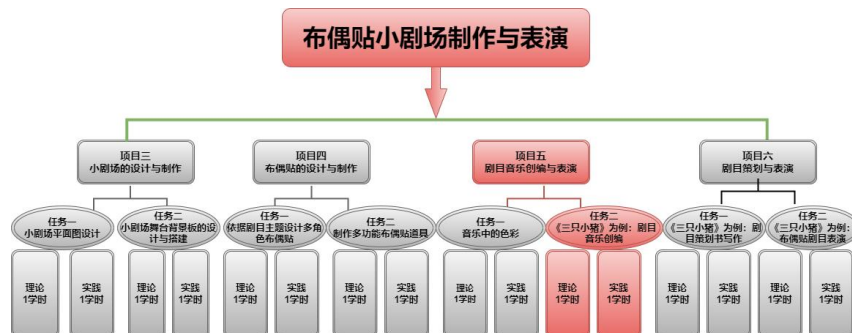 布偶贴小剧场制作与表演
项目三
小剧场的设计与制作
项目四
布偶贴的设计与制作
项目五
剧目音乐创编与表演
项目六
剧目策划与表演
任务一
小剧场平面图设计
任务二
小剧场舞台背景板的设
计与搭建
任务一
依据剧目主题设计多角
色布偶贴
任务二
制作多功能布偶贴道具
任务一
音乐中的色彩
任务二
《三只小猪》为例：剧目
音乐创编
任务一
《三只小猪》为例：剧
目策划书写作
任务二
《三只小猪》为例：
布偶贴剧目表演
理论
1学时
实践
1学时
理论
1学时
实践
1学时
理论
1学时
实践
1学时
理论
1学时
实践
1学时
理论
1学时
实践
1学时
理论
1学时
实践
1学时
理论
1学时
实践
1学时
理论
1学时
实践
1学时